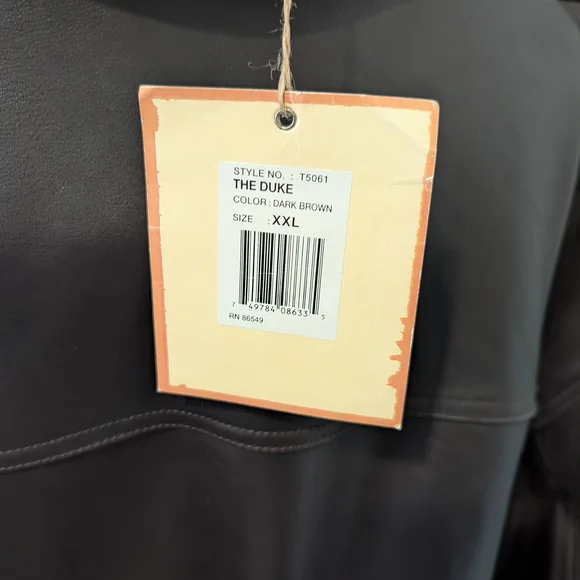 STYLE NO. : T5061
THE DUKE
COLOR : DARK BROWN
SIZE : XXL
7 49784 08633 3
RN 86549